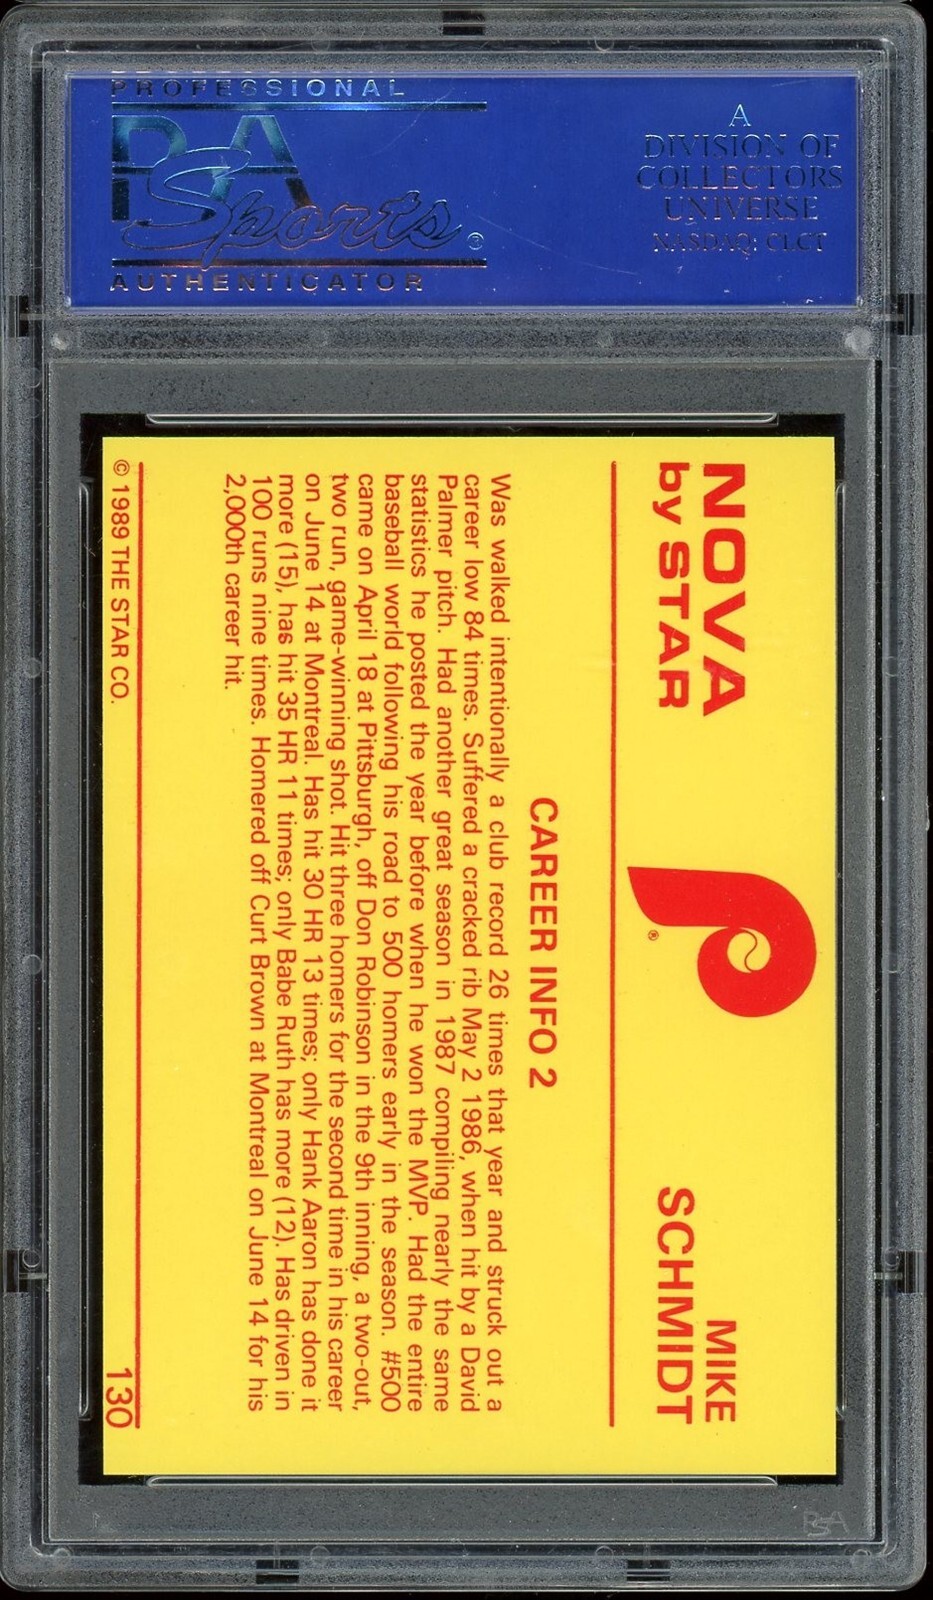 PROFESSIONAL
PSA
Sports®
AUTHENTICATOR
A
DIVISION OF
COLLECTORS
UNIVERSE
NASDAQ: CLCT
NOVA
by STAR
®
MIKE
SCHMIDT
CAREER INFO 2
Was walked intentionally a club record 26 times that year and struck out a
career low 84 times. Suffered a cracked rib May 2 1986, when hit by a David
Palmer pitch. Had another great season in 1987 compiling nearly the same
statistics he posted the year before when he won the MVP. Had the entire
baseball world following his road to 500 homers early in the season. #500
came on April 18 at Pittsburgh, off Don Robinson in the 9th inning, a two-out,
two run, game-winning shot. Hit three homers for the second time in his career
on June 14 at Montreal. Has hit 30 HR 13 times; only Hank Aaron has done it
more (15), has hit 35 HR 11 times; only Babe Ruth has more (12). Has driven in
100 runs nine times. Homered off Curt Brown at Montreal on June 14 for his
2,000th career hit.
© 1989 THE STAR CO.
130
PSA